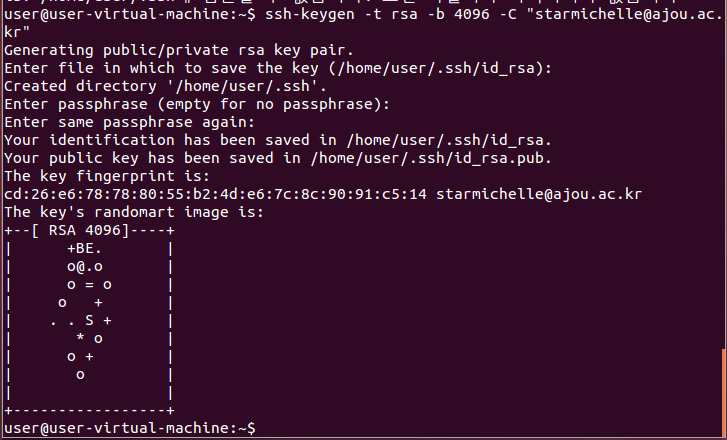 user@user-virtual-machine:~$ ssh-keygen -t rsa -b 4096 -C "starmichelle@ajou.ac.
kr"
Generating public/private rsa key pair.
Enter file in which to save the key (/home/user/.ssh/id_rsa):
Created directory '/home/user/.ssh'.
Enter passphrase (empty for no passphrase):
Enter same passphrase again:
Your identification has been saved in /home/user/.ssh/id_rsa.
Your public key has been saved in /home/user/.ssh/id_rsa.pub.
The key fingerprint is:
cd:26:e6:78:78:80:55:b2:4d:e6:7c:8c:90:91:c5:14 starmichelle@ajou.ac.kr
The key's randomart image is:
+--[ RSA 4096]----+
|       +BE.      |
|       o@.o      |
|       o = o     |
|      o   +      |
|     . . S +     |
|        * o      |
|       o +       |
|        o        |
|                 |
+-----------------+
user@user-virtual-machine:~$